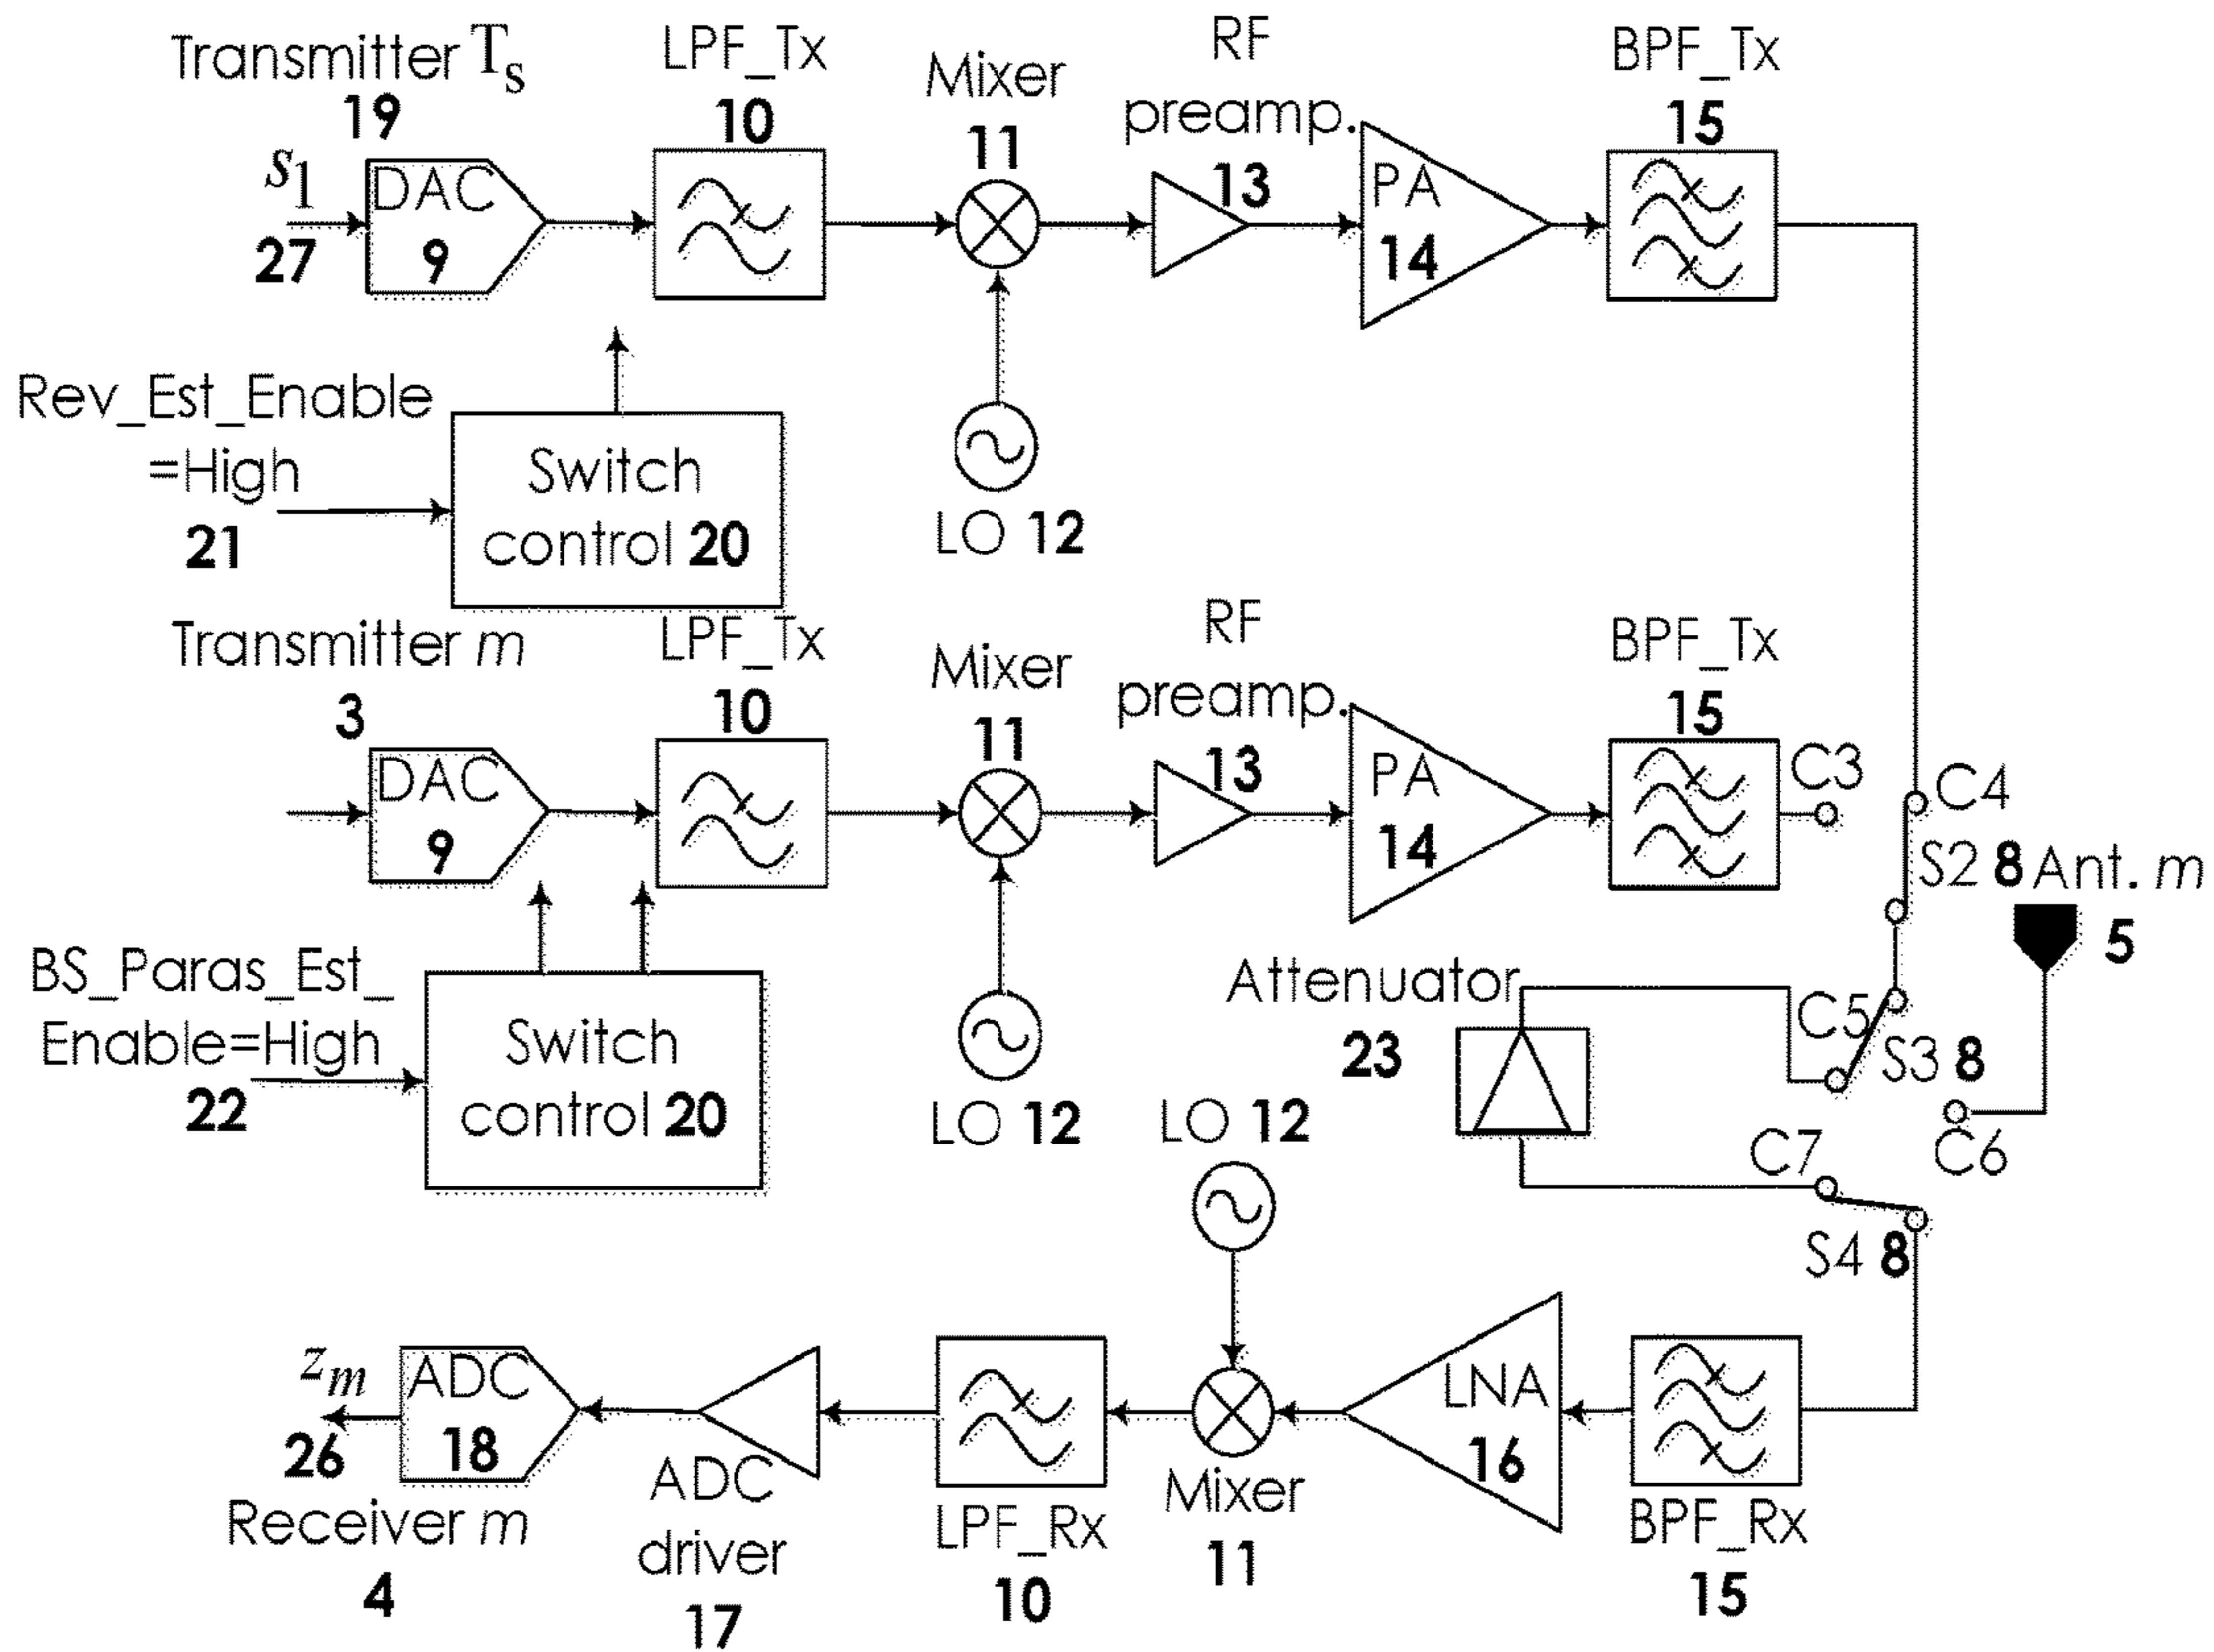 Transmitter Ts
19
LPF_Tx
10
Mixer
11
RF
preamp.
13
BPF_Tx
15
s1
27
DAC
9
PA
14
Rev_Est_Enable
=High
21
Switch
control 20
LO 12
Transmitter m
3
LPF_Tx
10
Mixer
11
RF
preamp.
13
BPF_Tx
15
DAC
9
PA
14
C3
C4
S2 8
Ant. m
5
BS_Paras_Est_
Enable=High
22
Switch
control 20
LO 12
Attenuator
23
C5
S3 8
C6
C7
S4 8
LO 12
zm
26
ADC
18
Receiver m
4
ADC
driver
17
LPF_Rx
10
Mixer
11
LNA
16
BPF_Rx
15